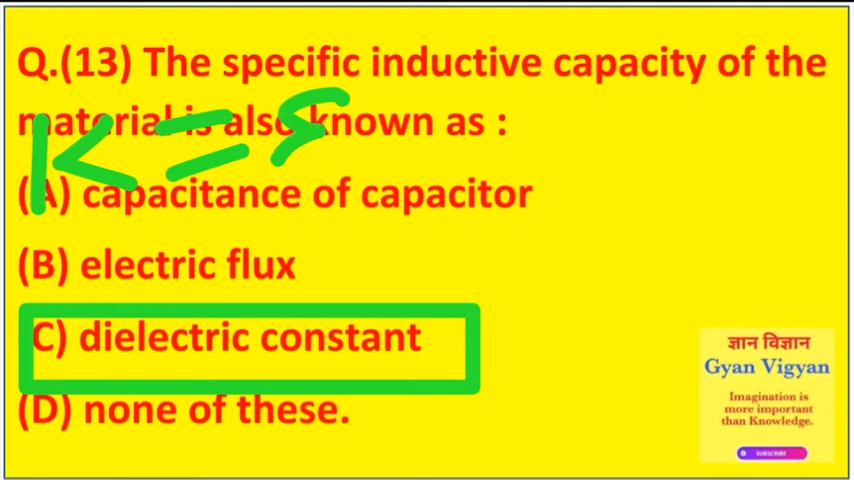 Q.(13) The specific inductive capacity of the
material is also known as :
K = ε
(A) capacitance of capacitor
(B) electric flux
C) dielectric constant
(D) none of these.
ज्ञान विज्ञान
Gyan Vigyan
Imagination is
more important
than Knowledge.
SUBSCRIBE